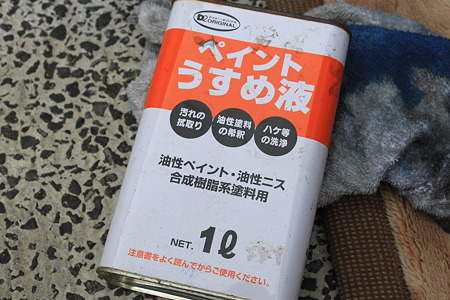 ORIGINAL
ペイント
うすめ液
汚れの
拭取り
油性塗料
の希釈
ハケ等
の洗浄
油性ペイント・油性ニス
合成樹脂系塗料用
NET. 1ℓ
注意書をよく読んでからご使用ください。